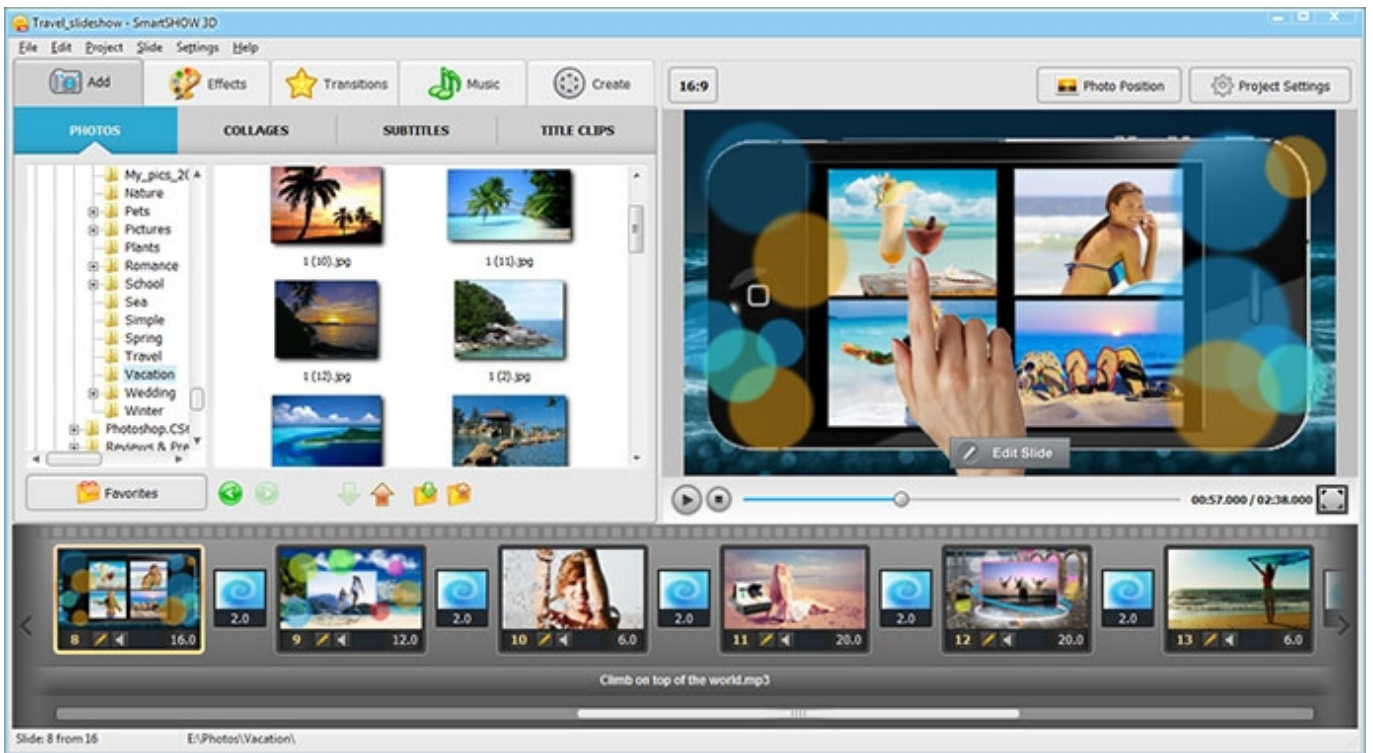 Travel_slideshow - SmartSHOW 3D
File Edit Project Slide Settings Help
Add Effects Transitions Music Create
16:9 Photo Position Project Settings
PHOTOS COLLAGES SUBTITLES TITLE CLIPS
My_pics_20
Nature
Pets
Pictures
Plants
Romance
School
Sea
Simple
Spring
Travel
Vacation
Wedding
Winter
Photoshop.CS
Reviews & Pre
1 (10).jpg 1 (11).jpg
1 (12).jpg 1 (2).jpg
Edit Slide
Favorites
00:57.000 / 02:38.000
2.0 2.0 2.0 2.0 2.0
8 16.0 9 12.0 10 6.0 11 20.0 12 20.0 13 6.0
Climb on top of the world.mp3
Slide: 8 from 16 E:\Photos\Vacation\